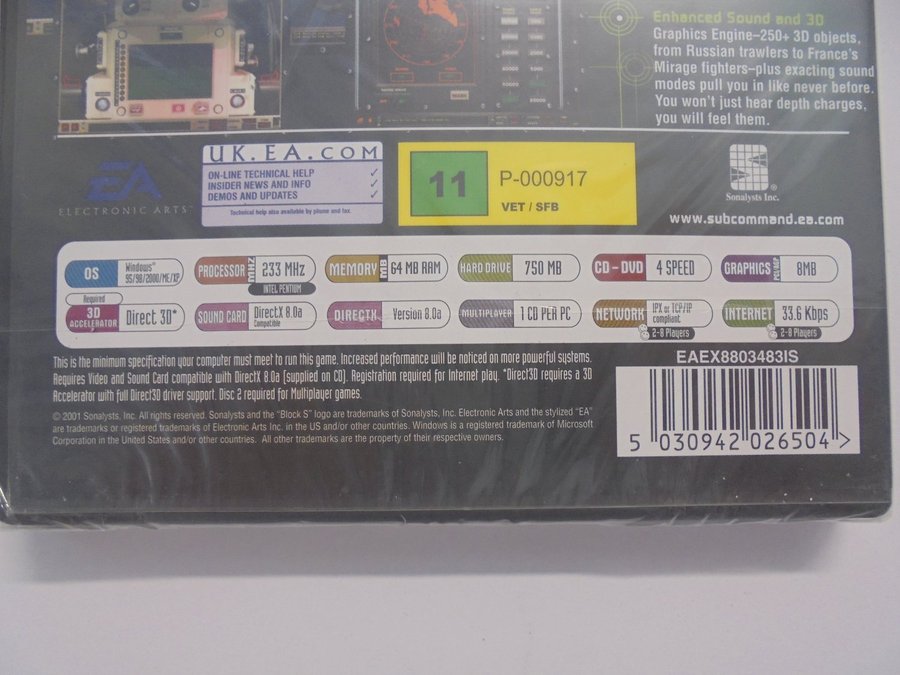 Enhanced Sound and 3D
Graphics Engine–250+ 3D objects,
from Russian trawlers to France's
Mirage fighters–plus exacting sound
modes pull you in like never before.
You won't just hear depth charges,
you will feel them.
EA
ELECTRONIC ARTS™
UK.EA.COM
ON-LINE TECHNICAL HELP ✓
INSIDER NEWS AND INFO ✓
DEMOS AND UPDATES ✓
Technical help also available by phone and fax.
11
P-000917
VET / SFB
Sonalysts Inc.®
www.subcommand.ea.com
OS Windows® 95/98/2000/ME/XP
PROCESSOR MHZ 233 MHz INTEL PENTIUM
MEMORY MB 64 MB RAM
HARD DRIVE 750 MB
CD - DVD 4 SPEED
GRAPHICS PCI/AGP 8MB
Required 3D ACCELERATOR Direct 3D*
SOUND CARD DirectX 8.0a Compatible
DIRECTX Version 8.0a
MULTIPLAYER 1 CD PER PC
NETWORK IPX or TCP/IP compliant. 2-8 Players
INTERNET 33.6 Kbps 2-8 Players
This is the minimum specification your computer must meet to run this game. Increased performance will be noticed on more powerful systems.
Requires Video and Sound Card compatible with DirectX 8.0a (supplied on CD). Registration required for Internet play. *Direct3D requires a 3D
Accelerator with full Direct3D driver support. Disc 2 required for Multiplayer games.
© 2001 Sonalysts, Inc. All rights reserved. Sonalysts and the "Block S" logo are trademarks of Sonalysts, Inc. Electronic Arts and the stylized "EA"
are trademarks or registered trademarks of Electronic Arts Inc. in the US and/or other countries. Windows is a registered trademark of Microsoft
Corporation in the United States and/or other countries. All other trademarks are the property of their respective owners.
EAEX8803483IS
5 030942 026504 >